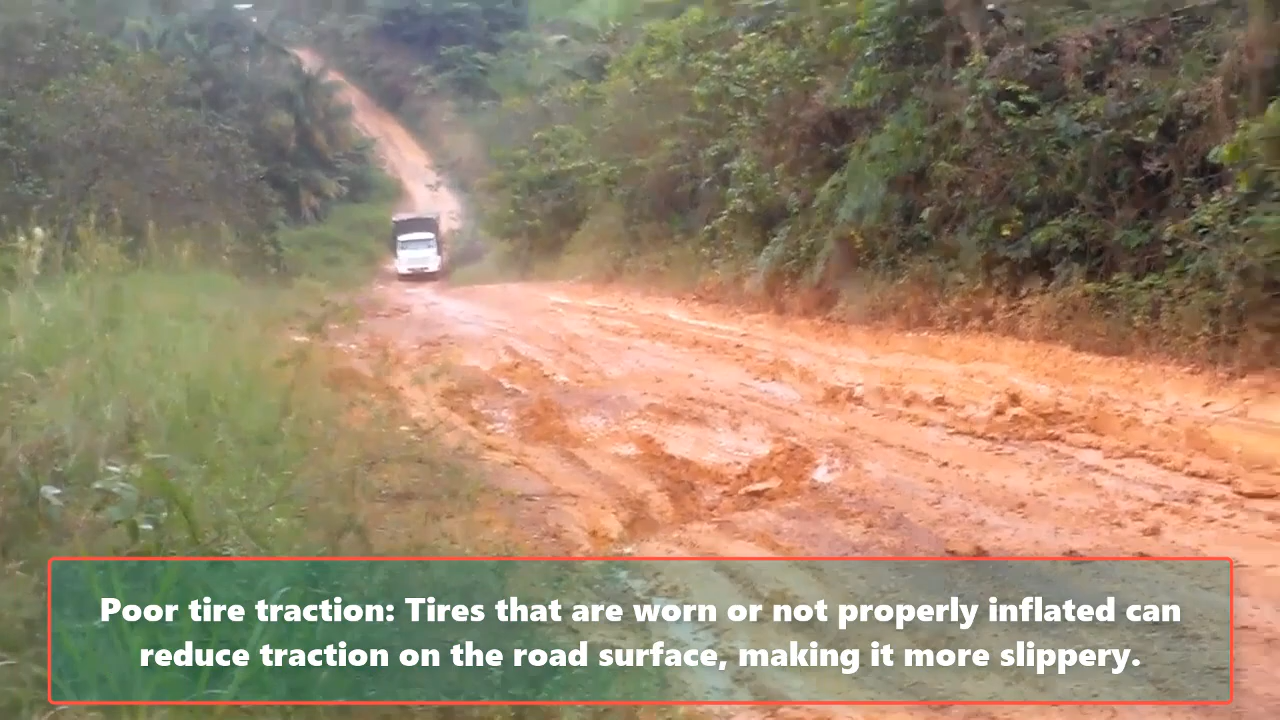 Poor tire traction: Tires that are worn or not properly inflated can
reduce traction on the road surface, making it more slippery.